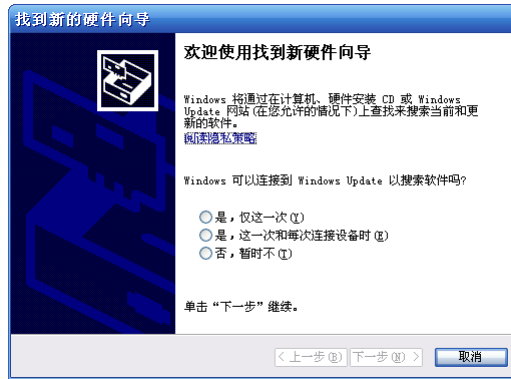 找到新的硬件向导
欢迎使用找到新硬件向导
Windows 将通过在计算机、硬件安装 CD 或 Windows
Update 网站(在您允许的情况下)上查找来搜索当前和更
新的软件。
阅读隐私策略
Windows 可以连接到 Windows Update 以搜索软件吗?
是，仅这一次(Y)
是，这一次和每次连接设备时(E)
否，暂时不(T)
单击“下一步”继续。
< 上一步(B) 下一步(N) > 取消